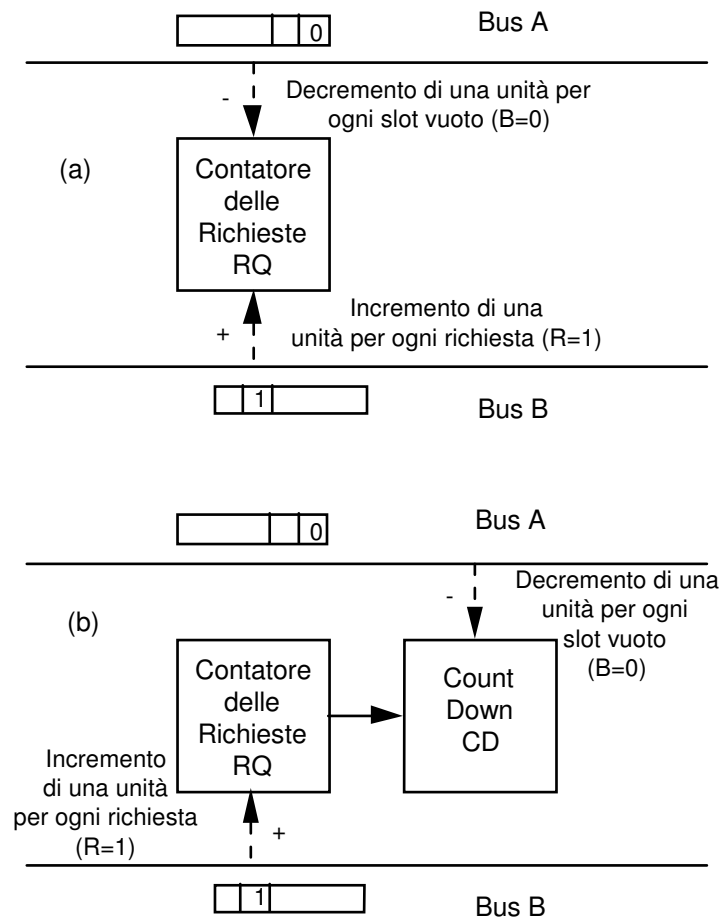 0
Bus A
-
Decremento di una unità per
ogni slot vuoto (B=0)
(a)
Contatore
delle
Richieste
RQ
+
Incremento di una
unità per ogni richiesta (R=1)
1
Bus B
0
Bus A
-
Decremento di una
unità per ogni
slot vuoto
(B=0)
(b)
Contatore
delle
Richieste
RQ
Count
Down
CD
Incremento
di una unità
per ogni richiesta
(R=1)
+
1
Bus B